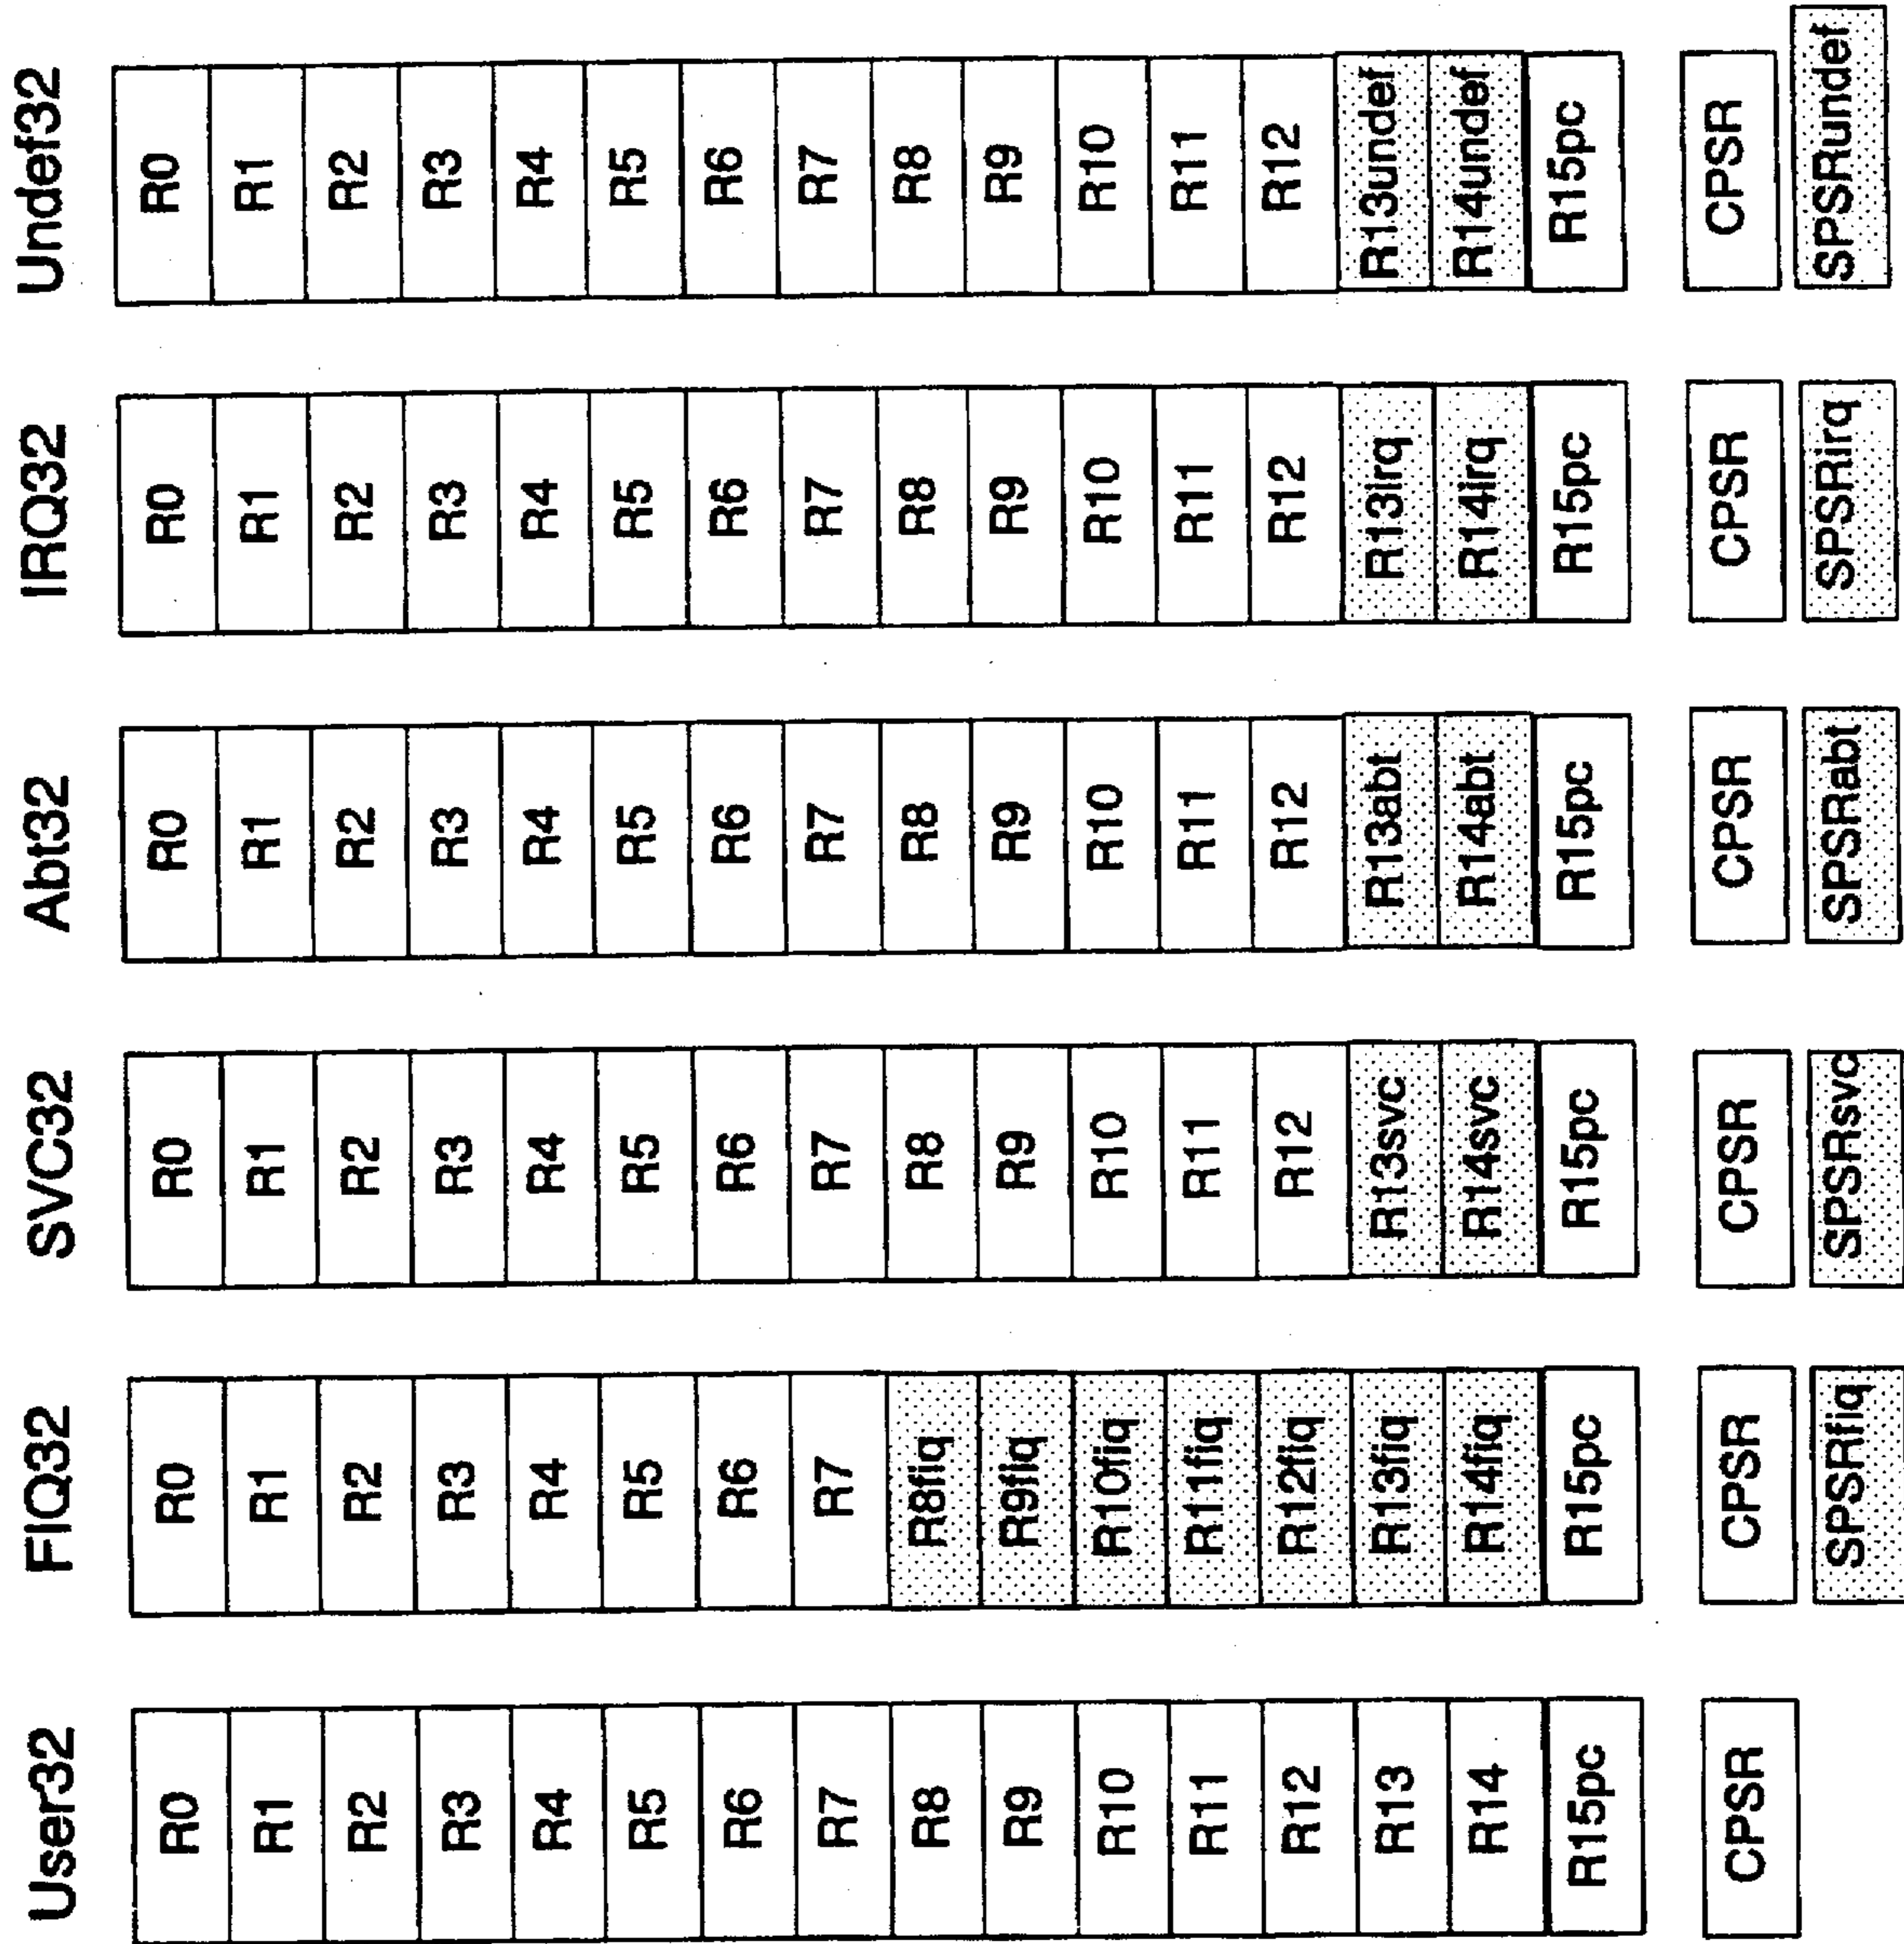 User32 FIQ32 SVC32 Abt32 IRQ32 Undef32
R0 R0 R0 R0 R0 R0
R1 R1 R1 R1 R1 R1
R2 R2 R2 R2 R2 R2
R3 R3 R3 R3 R3 R3
R4 R4 R4 R4 R4 R4
R5 R5 R5 R5 R5 R5
R6 R6 R6 R6 R6 R6
R7 R7 R7 R7 R7 R7
R8 R8fiq R8 R8 R8 R8
R9 R9fiq R9 R9 R9 R9
R10 R10fiq R10 R10 R10 R10
R11 R11fiq R11 R11 R11 R11
R12 R12fiq R12 R12 R12 R12
R13 R13fiq R13svc R13abt R13irq R13undef
R14 R14fiq R14svc R14abt R14irq R14undef
R15pc R15pc R15pc R15pc R15pc R15pc
CPSR CPSR CPSR CPSR CPSR CPSR
SPSRfiq SPSRsvc SPSRabt SPSRirq SPSRundef